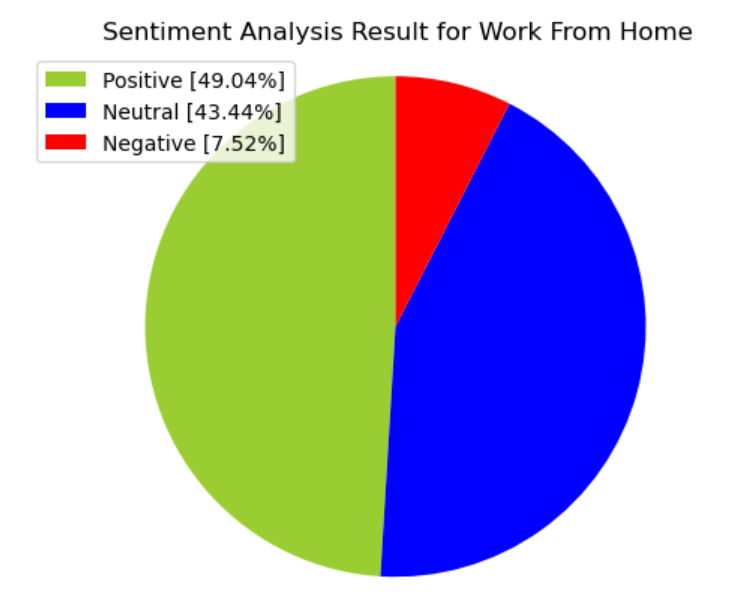 Sentiment Analysis Result for Work From Home
Positive [49.04%]
Neutral [43.44%]
Negative [7.52%]